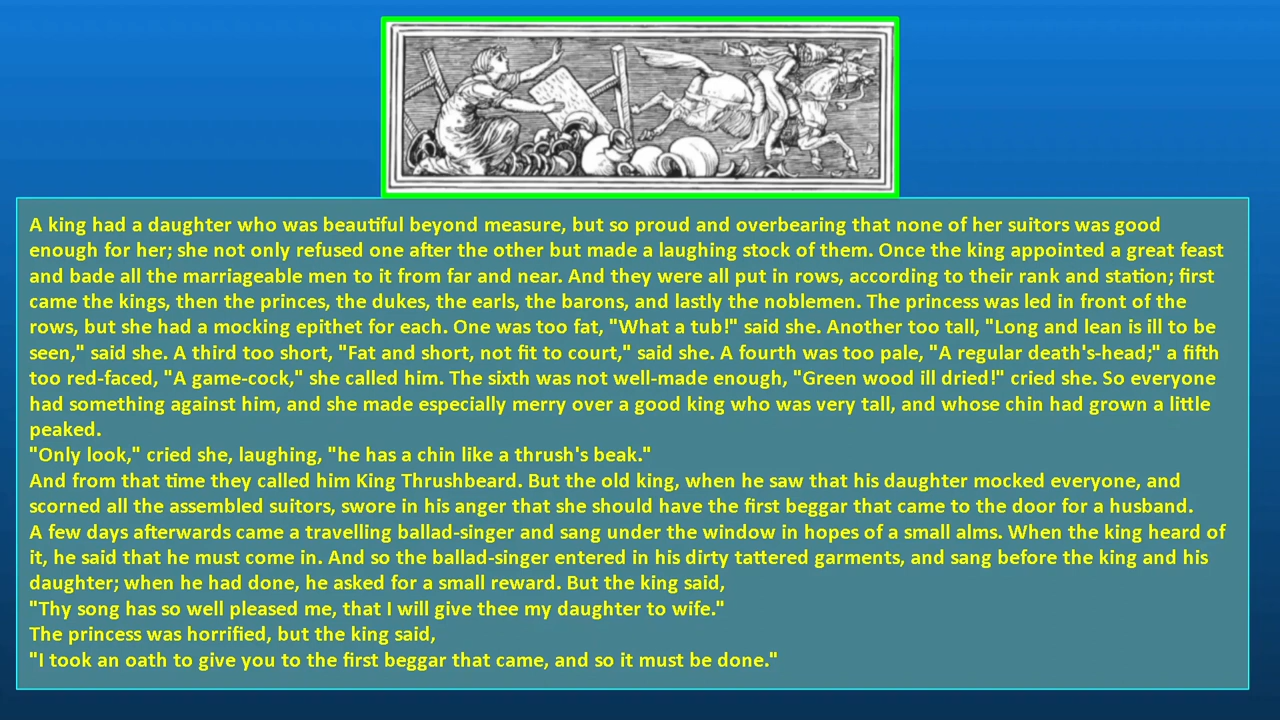 A king had a daughter who was beautiful beyond measure, but so proud and overbearing that none of her suitors was good
enough for her; she not only refused one after the other but made a laughing stock of them. Once the king appointed a great feast
and bade all the marriageable men to it from far and near. And they were all put in rows, according to their rank and station; first
came the kings, then the princes, the dukes, the earls, the barons, and lastly the noblemen. The princess was led in front of the
rows, but she had a mocking epithet for each. One was too fat, "What a tub!" said she. Another too tall, "Long and lean is ill to be
seen," said she. A third too short, "Fat and short, not fit to court," said she. A fourth was too pale, "A regular death's-head;" a fifth
too red-faced, "A game-cock," she called him. The sixth was not well-made enough, "Green wood ill dried!" cried she. So everyone
had something against him, and she made especially merry over a good king who was very tall, and whose chin had grown a little
peaked.
"Only look," cried she, laughing, "he has a chin like a thrush's beak."
And from that time they called him King Thrushbeard. But the old king, when he saw that his daughter mocked everyone, and
scorned all the assembled suitors, swore in his anger that she should have the first beggar that came to the door for a husband.
A few days afterwards came a travelling ballad-singer and sang under the window in hopes of a small alms. When the king heard of
it, he said that he must come in. And so the ballad-singer entered in his dirty tattered garments, and sang before the king and his
daughter; when he had done, he asked for a small reward. But the king said,
"Thy song has so well pleased me, that I will give thee my daughter to wife."
The princess was horrified, but the king said,
"I took an oath to give you to the first beggar that came, and so it must be done."